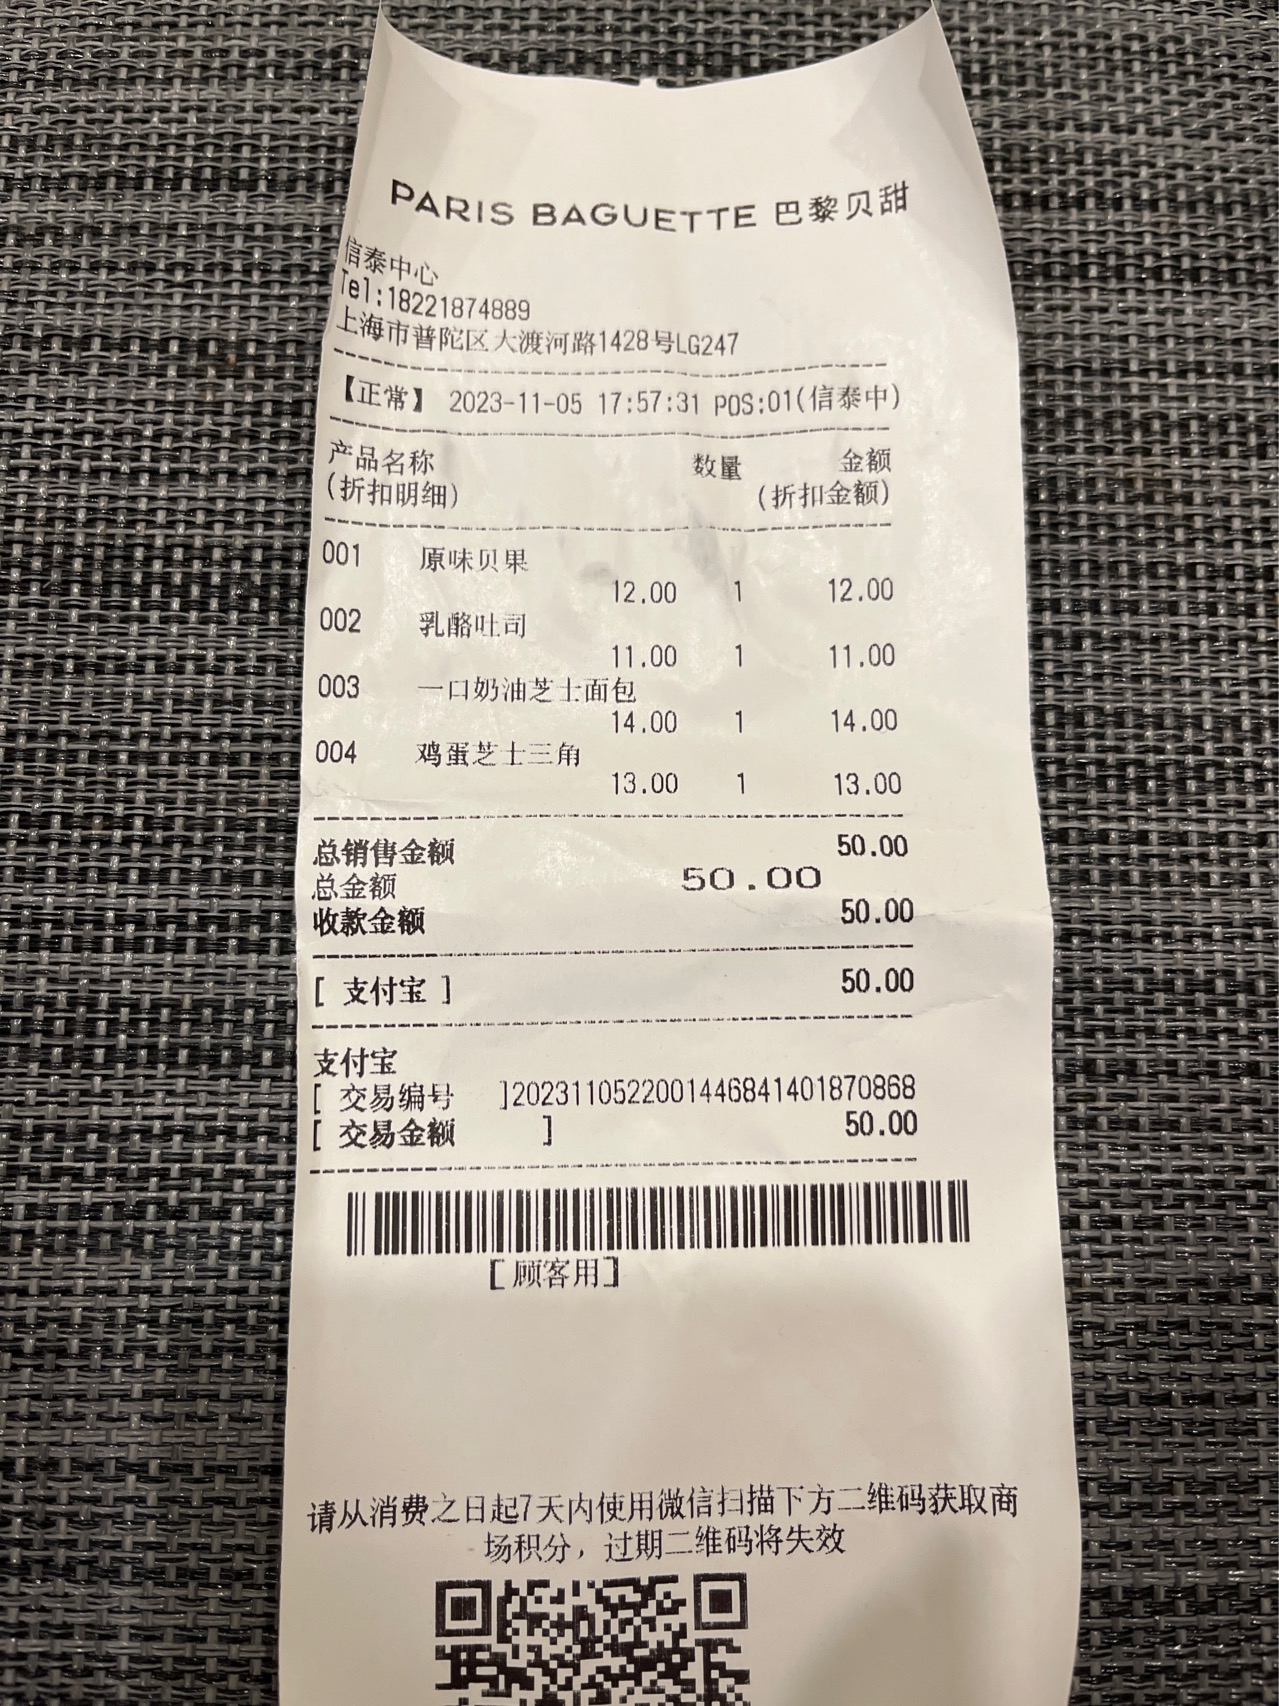 PARIS BAGUETTE 巴黎贝甜
信泰中心
Tel:18221874889
上海市普陀区大渡河路1428号LG247
【正常】 2023-11-05 17:57:31 POS:01(信泰中)
产品名称 数量 金额
(折扣明细) (折扣金额)
001 原味贝果
12.00 1 12.00
002 乳酪吐司
11.00 1 11.00
003 一口奶油芝士面包
14.00 1 14.00
004 鸡蛋芝士三角
13.00 1 13.00
总销售金额 50.00
总金额 50.00
收款金额 50.00
[ 支付宝 ] 50.00
支付宝
[ 交易编号 ]2023110522001446841401870868
[ 交易金额 ] 50.00
[顾客用]
请从消费之日起7天内使用微信扫描下方二维码获取商
场积分，过期二维码将失效